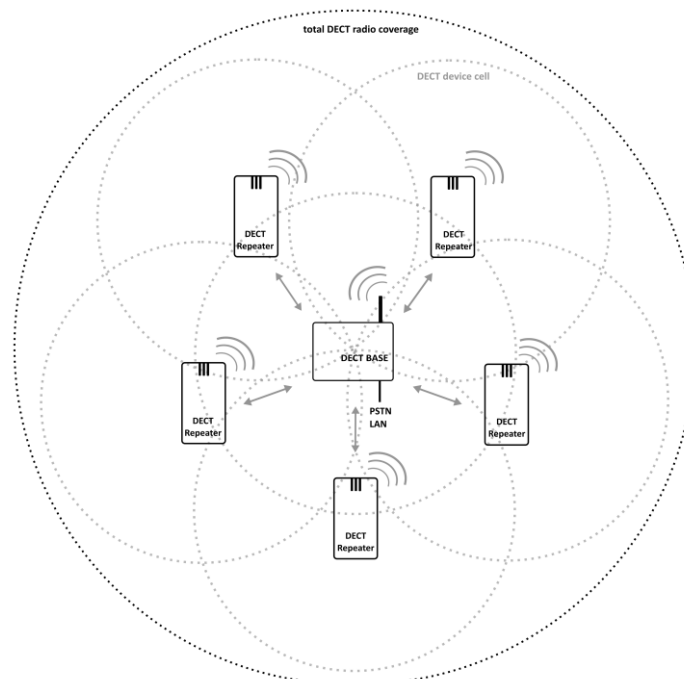 total DECT radio coverage
DECT device cell
DECT
Repeater
DECT
Repeater
DECT BASE
DECT
Repeater
DECT
Repeater
PSTN
LAN
DECT
Repeater